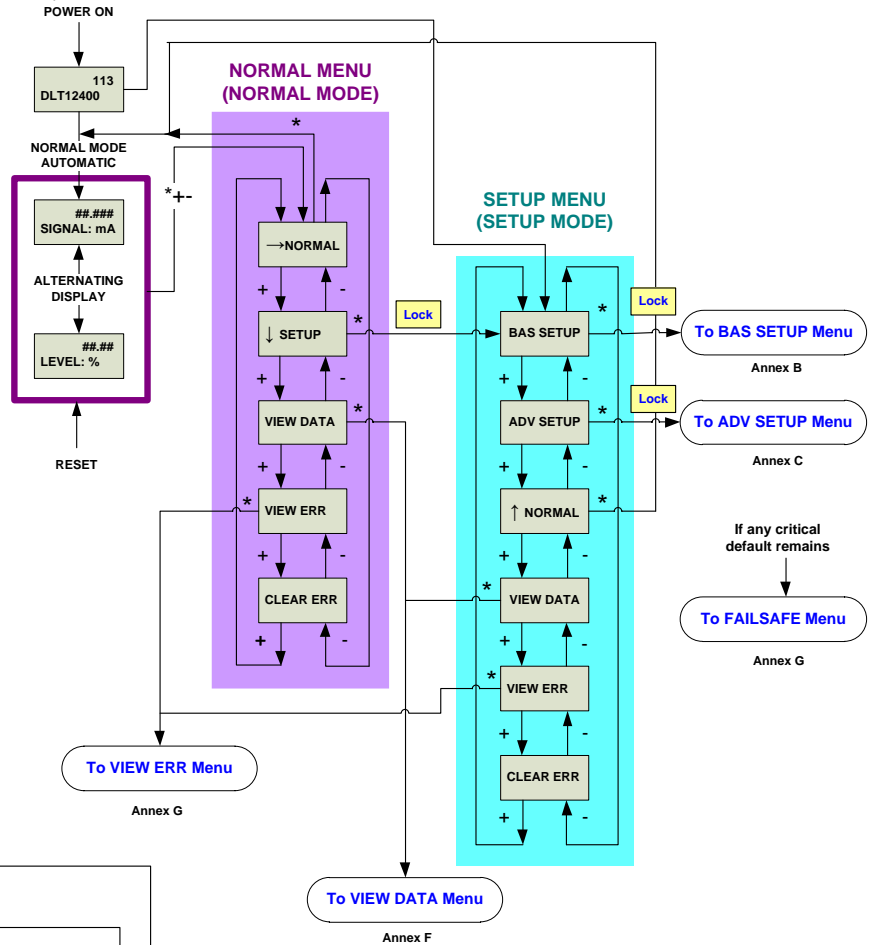 POWER ON
113
DLT12400
NORMAL MODE
AUTOMATIC
##.###
SIGNAL: mA
ALTERNATING
DISPLAY
##.##
LEVEL: %
RESET
*+-
NORMAL MENU
(NORMAL MODE)
*
→NORMAL
+ -
↓ SETUP
*
Lock
+ -
VIEW DATA
*
+ -
VIEW ERR
*
+ -
CLEAR ERR
+ -
SETUP MENU
(SETUP MODE)
BAS SETUP
*
Lock
+ -
ADV SETUP
*
Lock
+ -
↑ NORMAL
*
+ -
VIEW DATA
*
+ -
VIEW ERR
*
+ -
CLEAR ERR
+ -
To BAS SETUP Menu
Annex B
To ADV SETUP Menu
Annex C
If any critical
default remains
To FAILSAFE Menu
Annex G
To VIEW ERR Menu
Annex G
To VIEW DATA Menu
Annex F